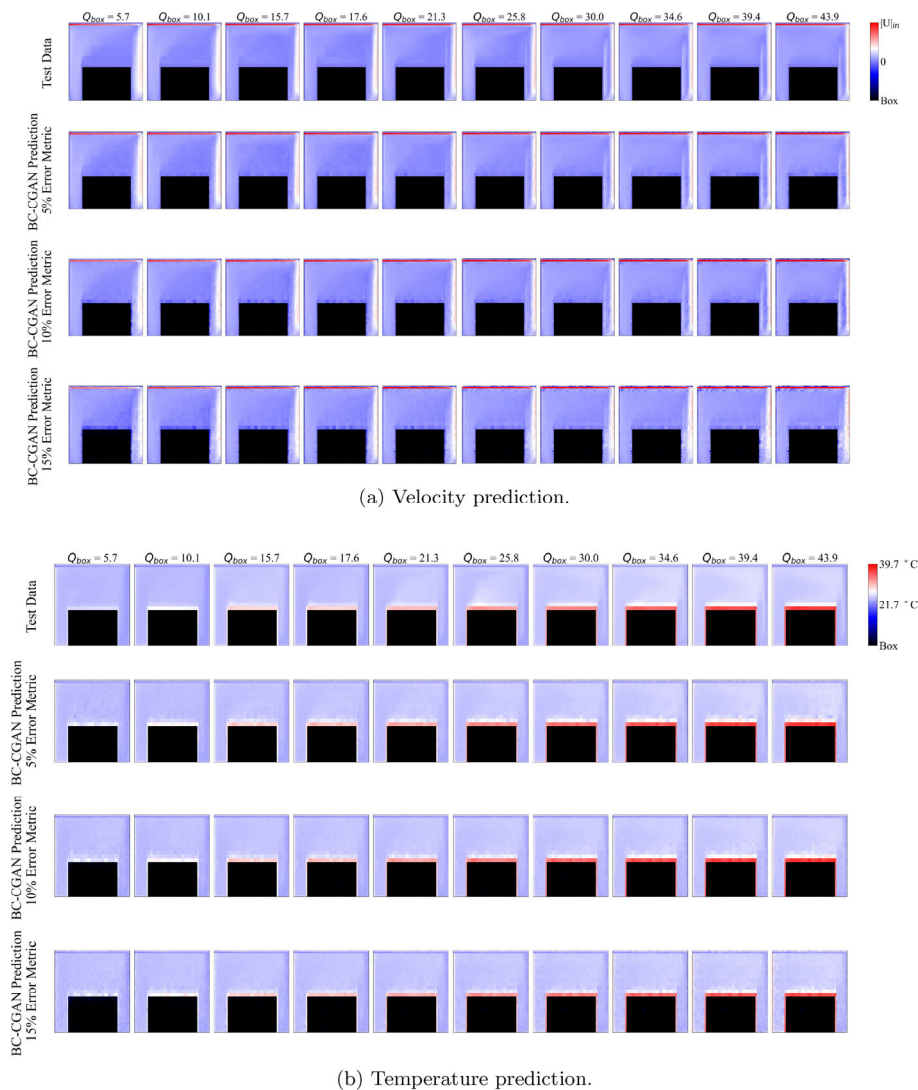 Q_box = 5.7 Q_box = 10.1 Q_box = 15.7 Q_box = 17.6 Q_box = 21.3 Q_box = 25.8 Q_box = 30.0 Q_box = 34.6 Q_box = 39.4 Q_box = 43.9
Test Data
|U|_in
0
Box
BC-CGAN Prediction
5% Error Metric
BC-CGAN Prediction
10% Error Metric
BC-CGAN Prediction
15% Error Metric
(a) Velocity prediction.
Q_box = 5.7 Q_box = 10.1 Q_box = 15.7 Q_box = 17.6 Q_box = 21.3 Q_box = 25.8 Q_box = 30.0 Q_box = 34.6 Q_box = 39.4 Q_box = 43.9
Test Data
39.7 °C
21.7 °C
Box
BC-CGAN Prediction
5% Error Metric
BC-CGAN Prediction
10% Error Metric
BC-CGAN Prediction
15% Error Metric
(b) Temperature prediction.